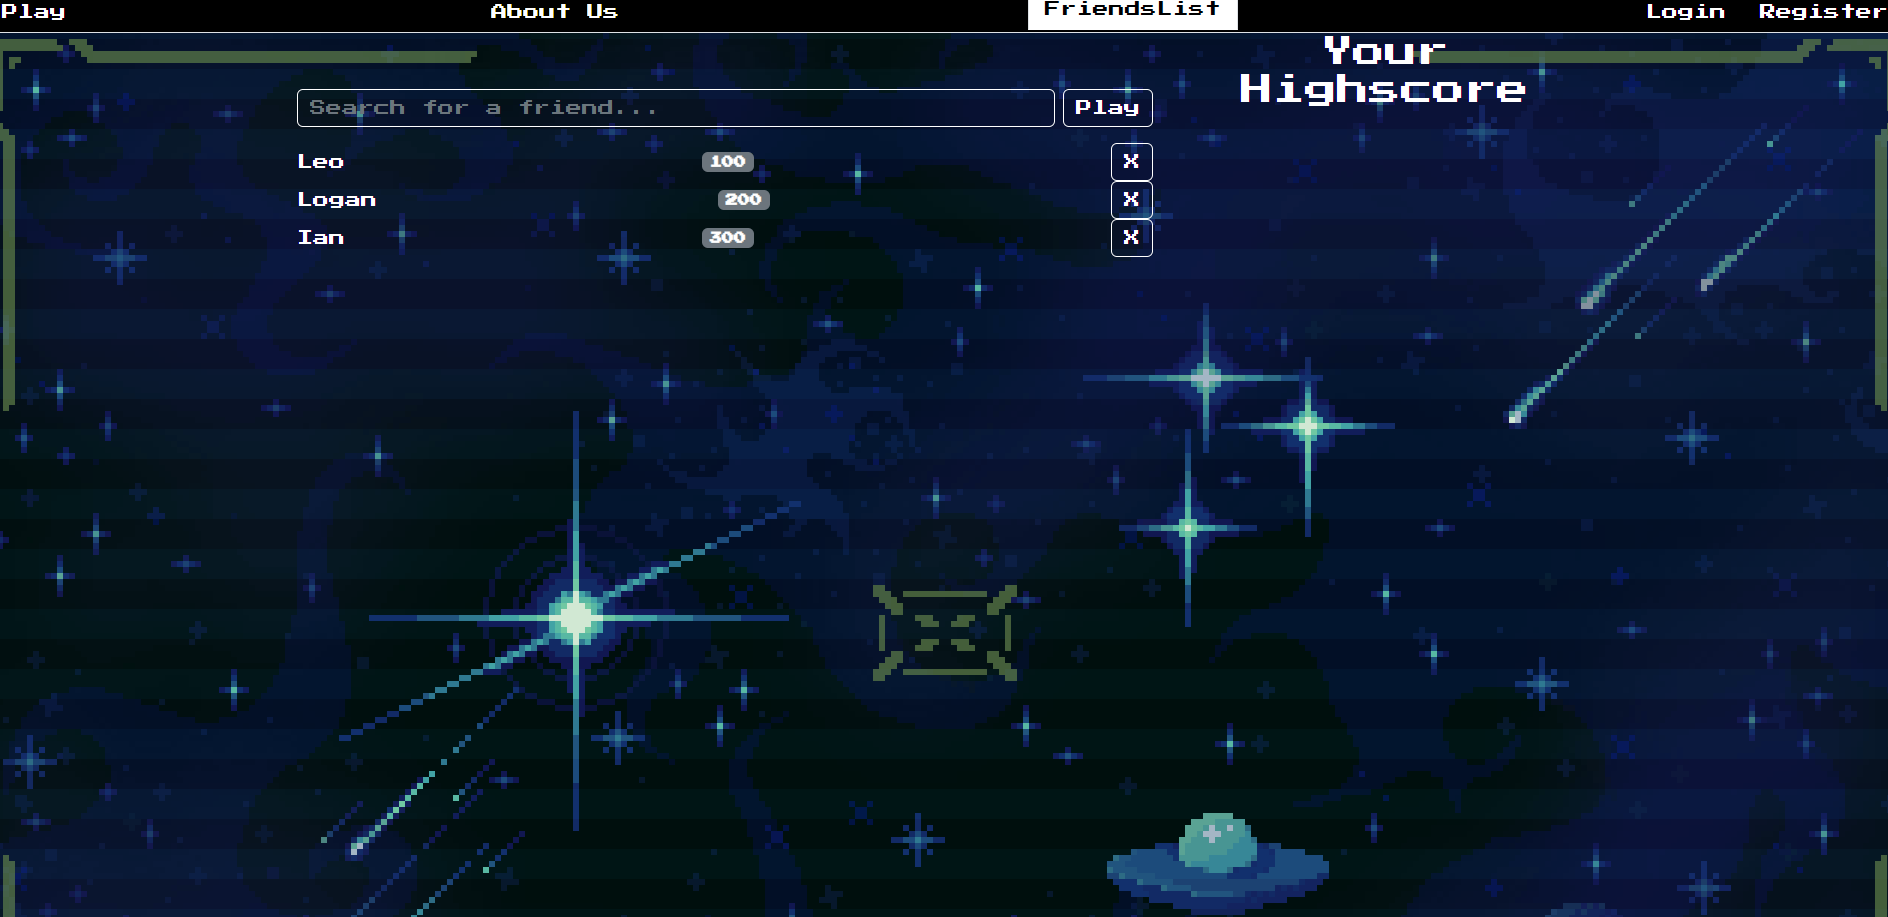 Play About Us FriendsList Login Register
Your
Highscore
Search for a friend... Play
Leo 100 X
Logan 200 X
Ian 300 X